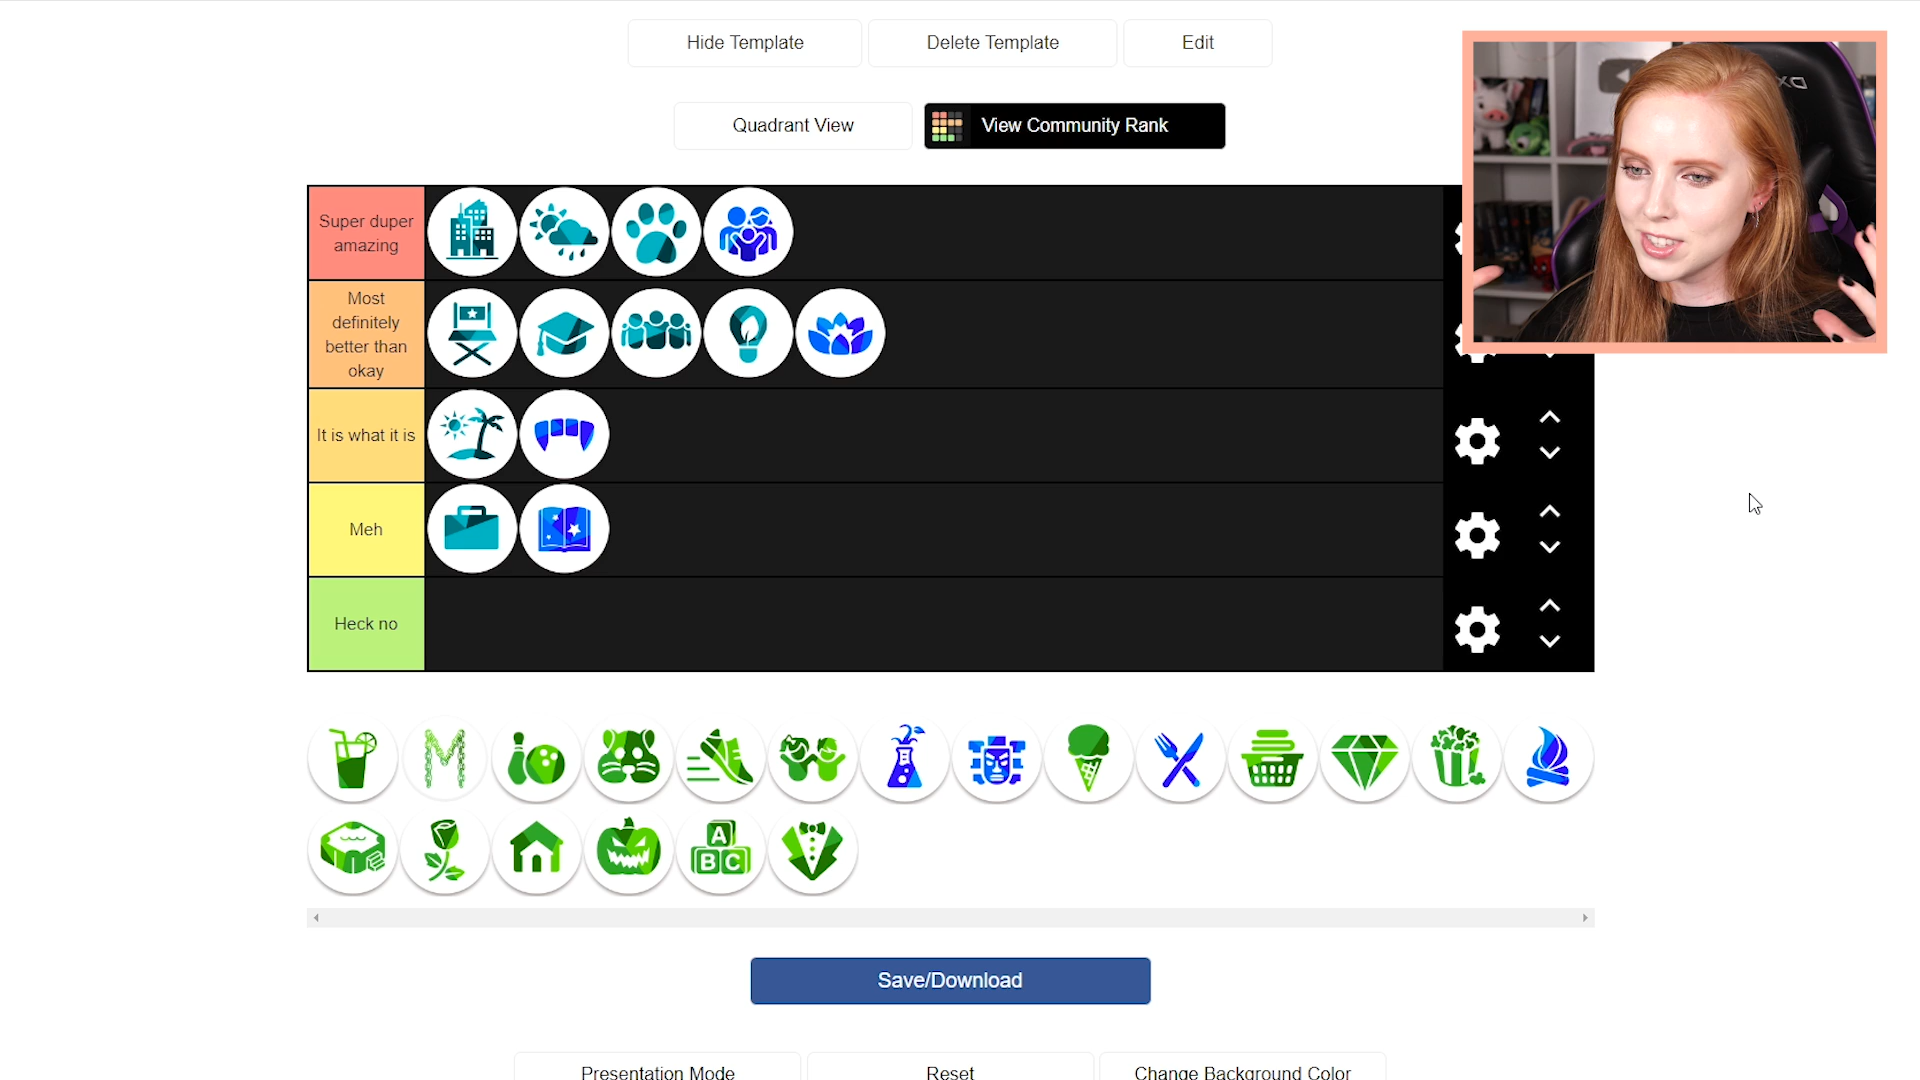 Hide Template
Delete Template
Edit
Quadrant View
View Community Rank
Super duper
amazing
Most
definitely
better than
okay
It is what it is
Meh
Heck no
M
A
B C
Save/Download
Presentation Mode
Reset
Change Background Color